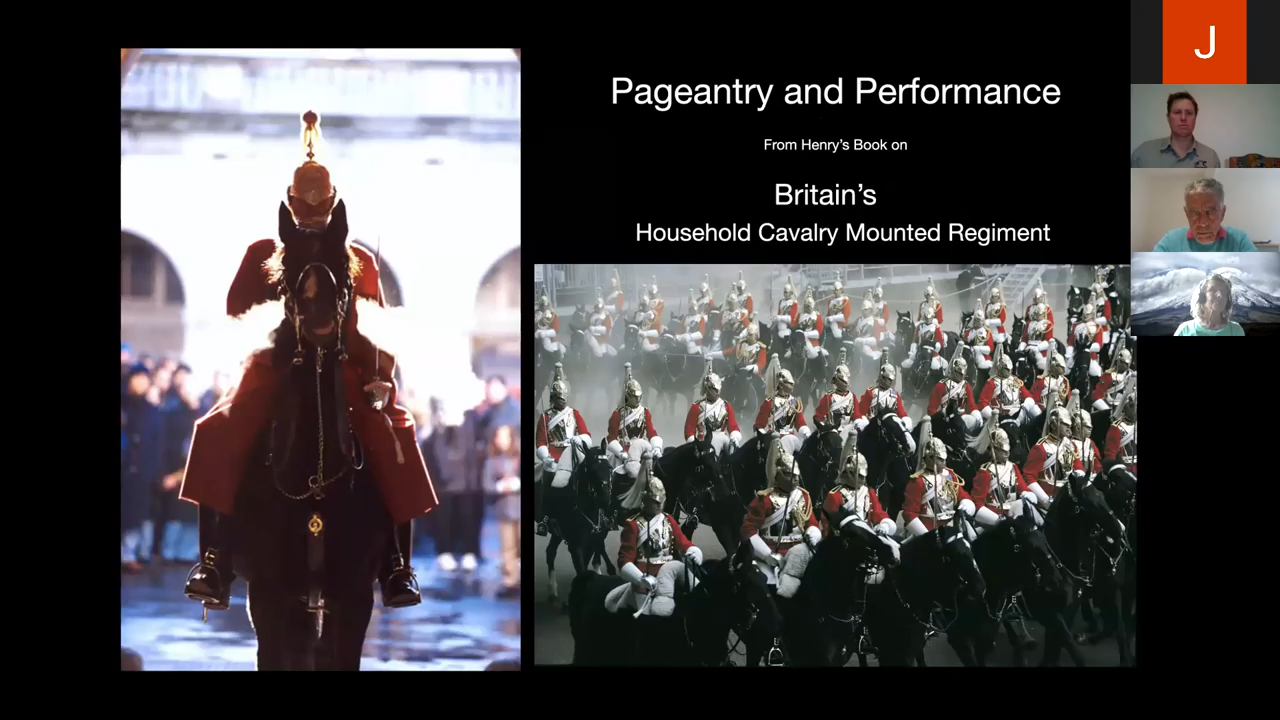 Pageantry and Performance
From Henry's Book on
Britain's
Household Cavalry Mounted Regiment
J